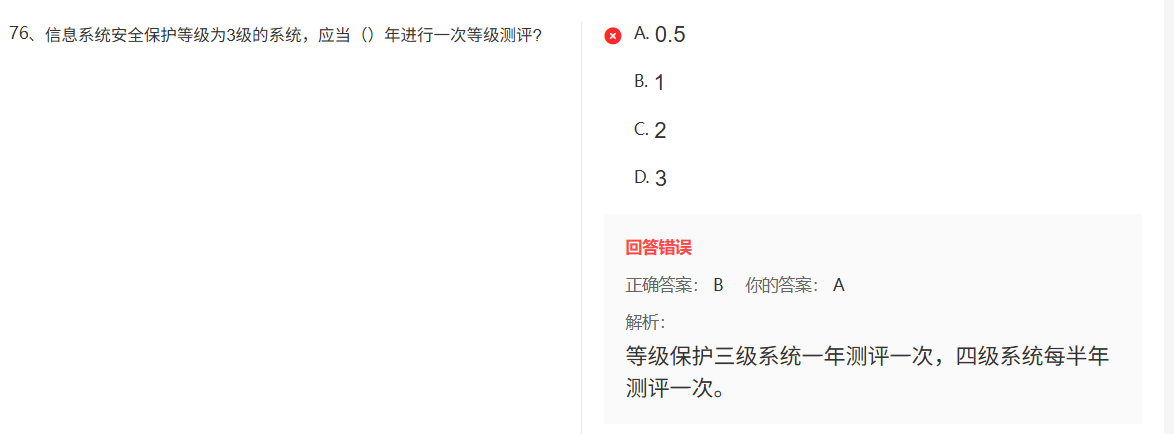 76、信息系统安全保护等级为3级的系统，应当（）年进行一次等级测评?
A. 0.5
B. 1
C. 2
D. 3
回答错误
正确答案： B 你的答案： A
解析：
等级保护三级系统一年测评一次，四级系统每半年
测评一次。